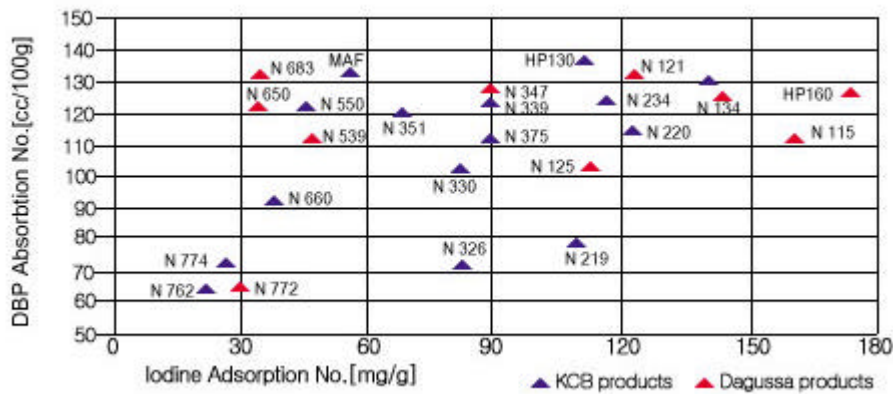 150
140
130
120
110
100
90
80
70
60
50
DBP Absorbtion No.[cc/100g]
HP130
MAF
N 121
N 683
N 347
HP160
N 650
N 550
N 339
N 234
N 134
N 351
N 539
N 375
N 220
N 115
N 330
N 125
N 660
N 326
N 774
N 219
N 762
N 772
0
30
60
90
120
150
180
Iodine Adsorption No.[mg/g]
KCB products
Dagussa products